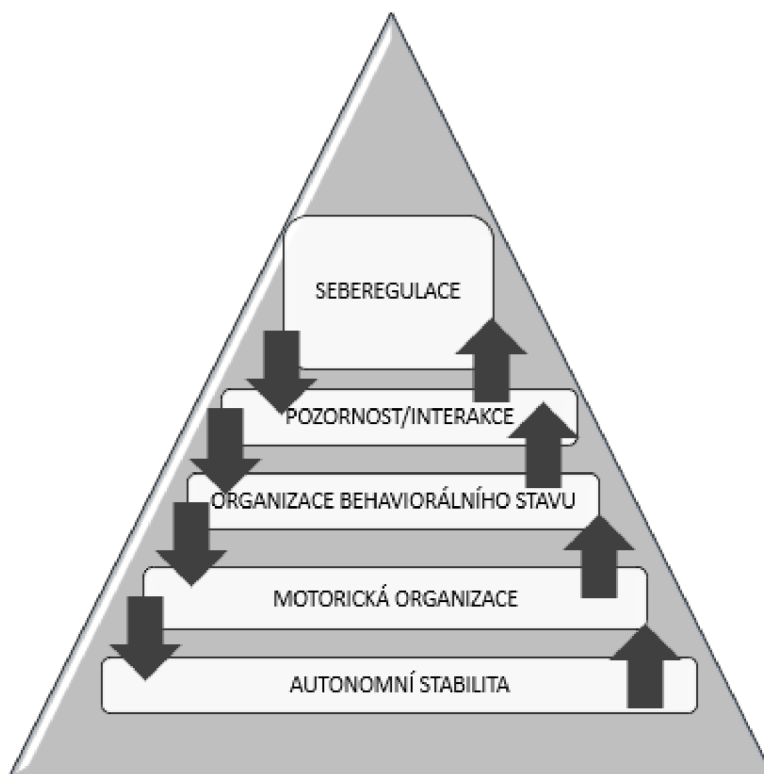 SEBEREGULACE
POZORNOST/INTERAKCE
ORGANIZACE BEHAVIORÁLNÍHO STAVU
MOTORICKÁ ORGANIZACE
AUTONOMNÍ STABILITA